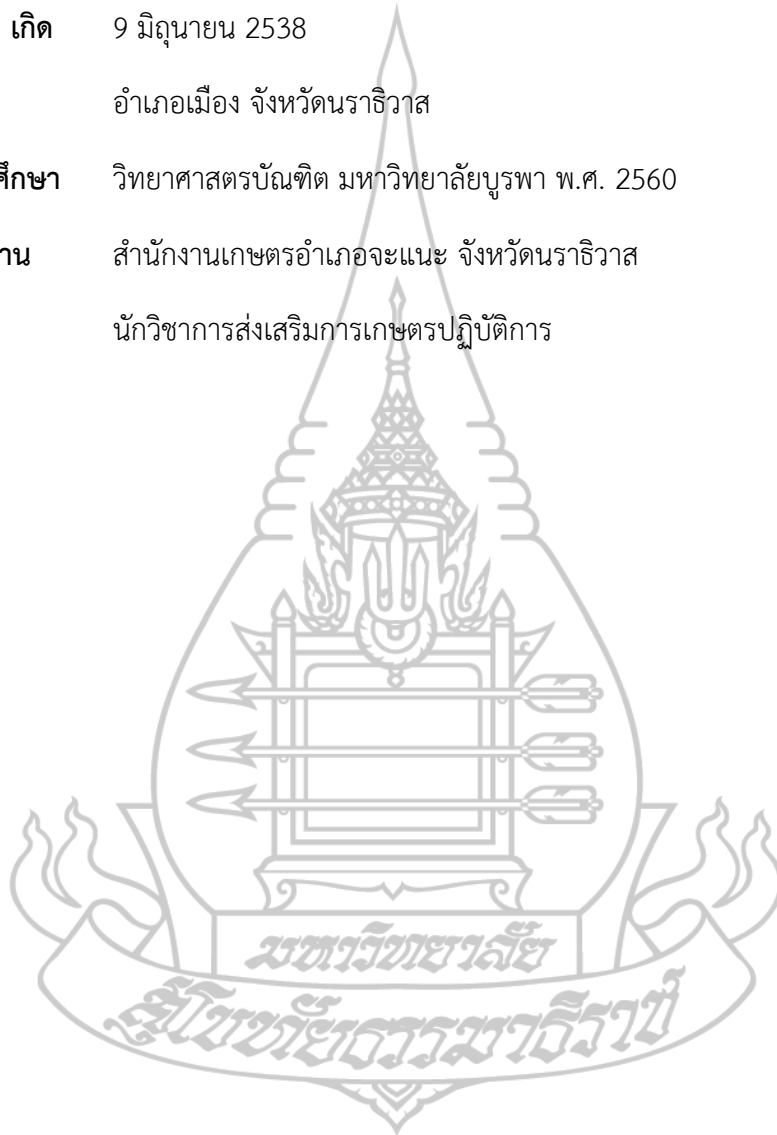 เกิด 9 มิถุนายน 2538
อำเภอเมือง จังหวัดนราธิวาส
ศึกษา วิทยาศาสตรบัณฑิต มหาวิทยาลัยบูรพา พ.ศ. 2560
าน สำนักงานเกษตรอำเภอจะแนะ จังหวัดนราธิวาส
นักวิชาการส่งเสริมการเกษตรปฏิบัติการ
มหาวิทยาลัย
สุโขทัยธรรมาธิราช